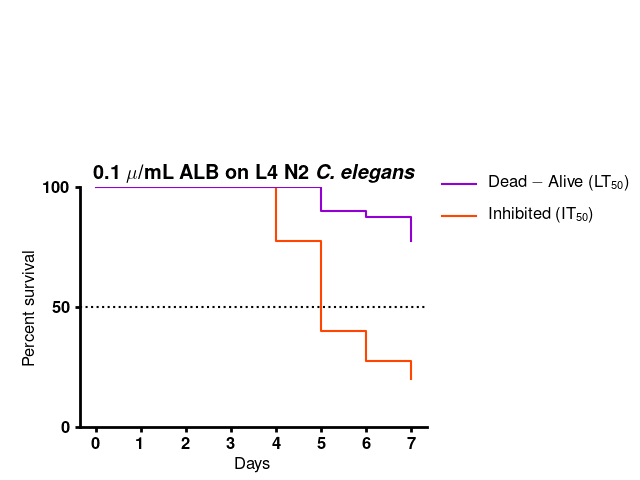 0.1 μ/mL ALB on L4 N2 C. elegans
Dead – Alive (LT50)
Inhibited (IT50)
Percent survival
100
50
0
0 1 2 3 4 5 6 7
Days